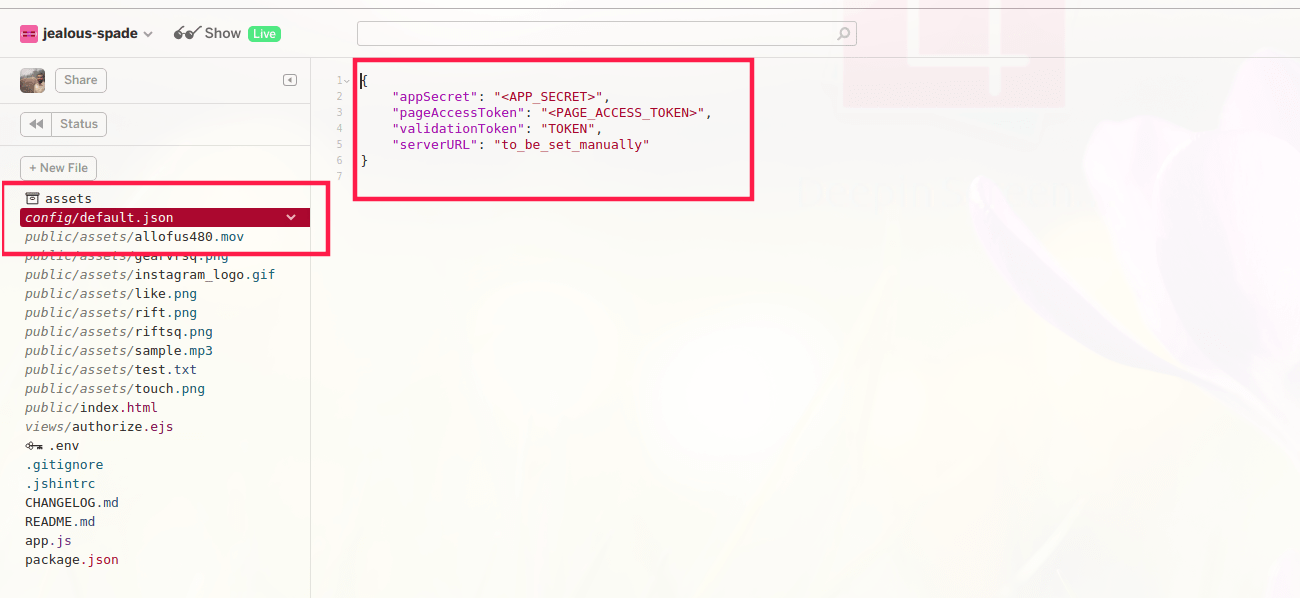 jealous-spade Show Live
Share
Status
+ New File
assets
config/default.json
public/assets/allofus480.mov
public/assets/gearvrsq.png
public/assets/instagram_logo.gif
public/assets/like.png
public/assets/rift.png
public/assets/riftsq.png
public/assets/sample.mp3
public/assets/test.txt
public/assets/touch.png
public/index.html
views/authorize.ejs
.env
.gitignore
.jshintrc
CHANGELOG.md
README.md
app.js
package.json
1 {
2 "appSecret": "<APP_SECRET>",
3 "pageAccessToken": "<PAGE_ACCESS_TOKEN>",
4 "validationToken": "TOKEN",
5 "serverURL": "to_be_set_manually"
6 }
7